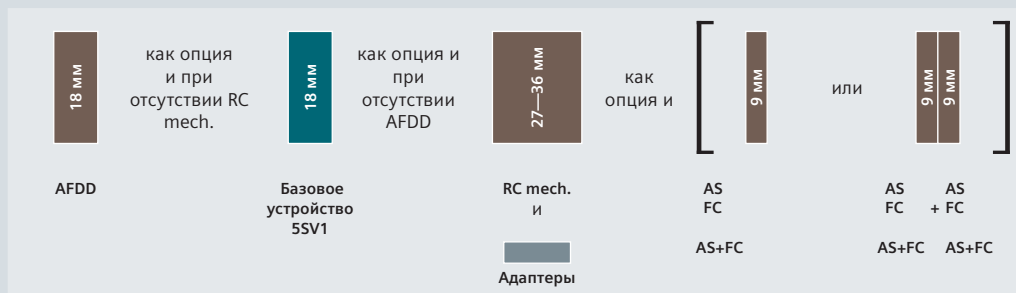 18 мм
как опция
и при
отсутствии RC
mech.
18 мм
как опция и
при
отсутствии
AFDD
27—36 мм
как
опция и
9 мм
или
9 мм
9 мм
AFDD
Базовое
устройство
5SV1
RC mech.
и
Адаптеры
AS
FC
AS+FC
AS AS
FC + FC
AS+FC AS+FC